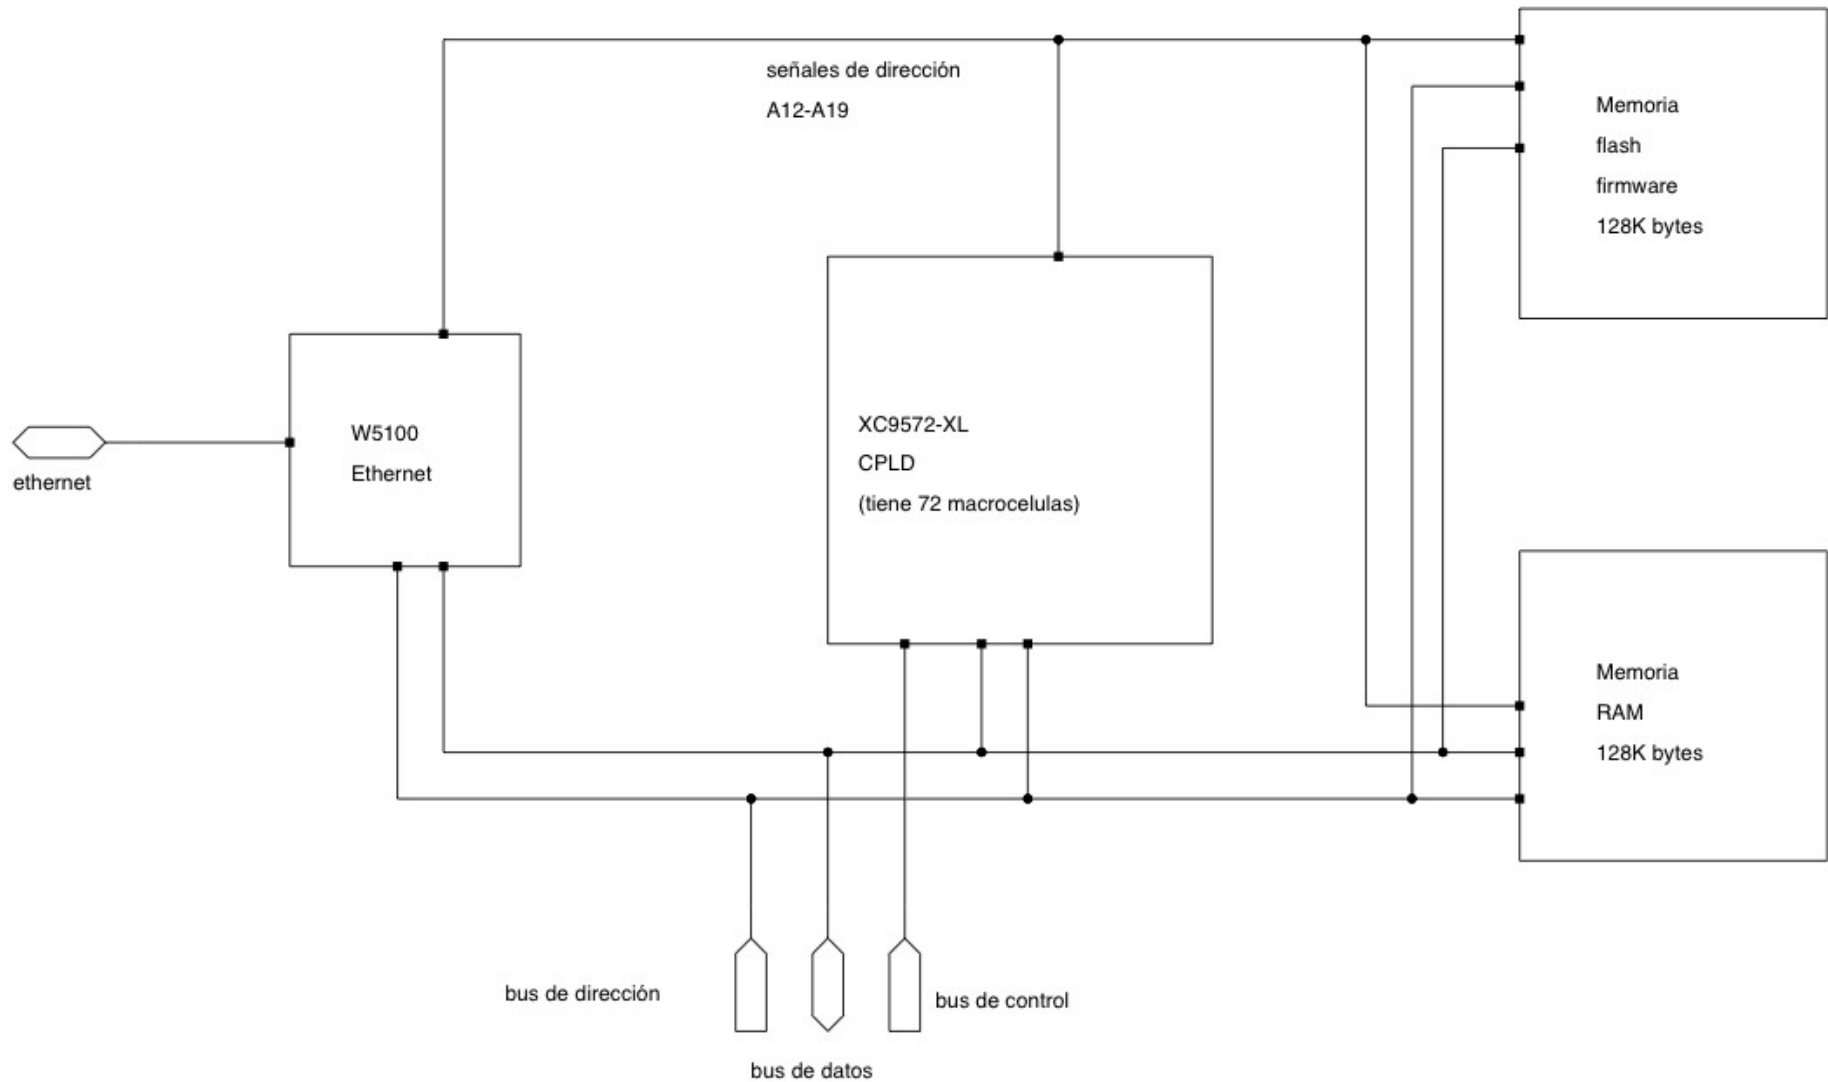 señales de dirección
A12-A19
Memoria
flash
firmware
128K bytes
W5100
Ethernet
ethernet
XC9572-XL
CPLD
(tiene 72 macrocelulas)
Memoria
RAM
128K bytes
bus de dirección
bus de control
bus de datos